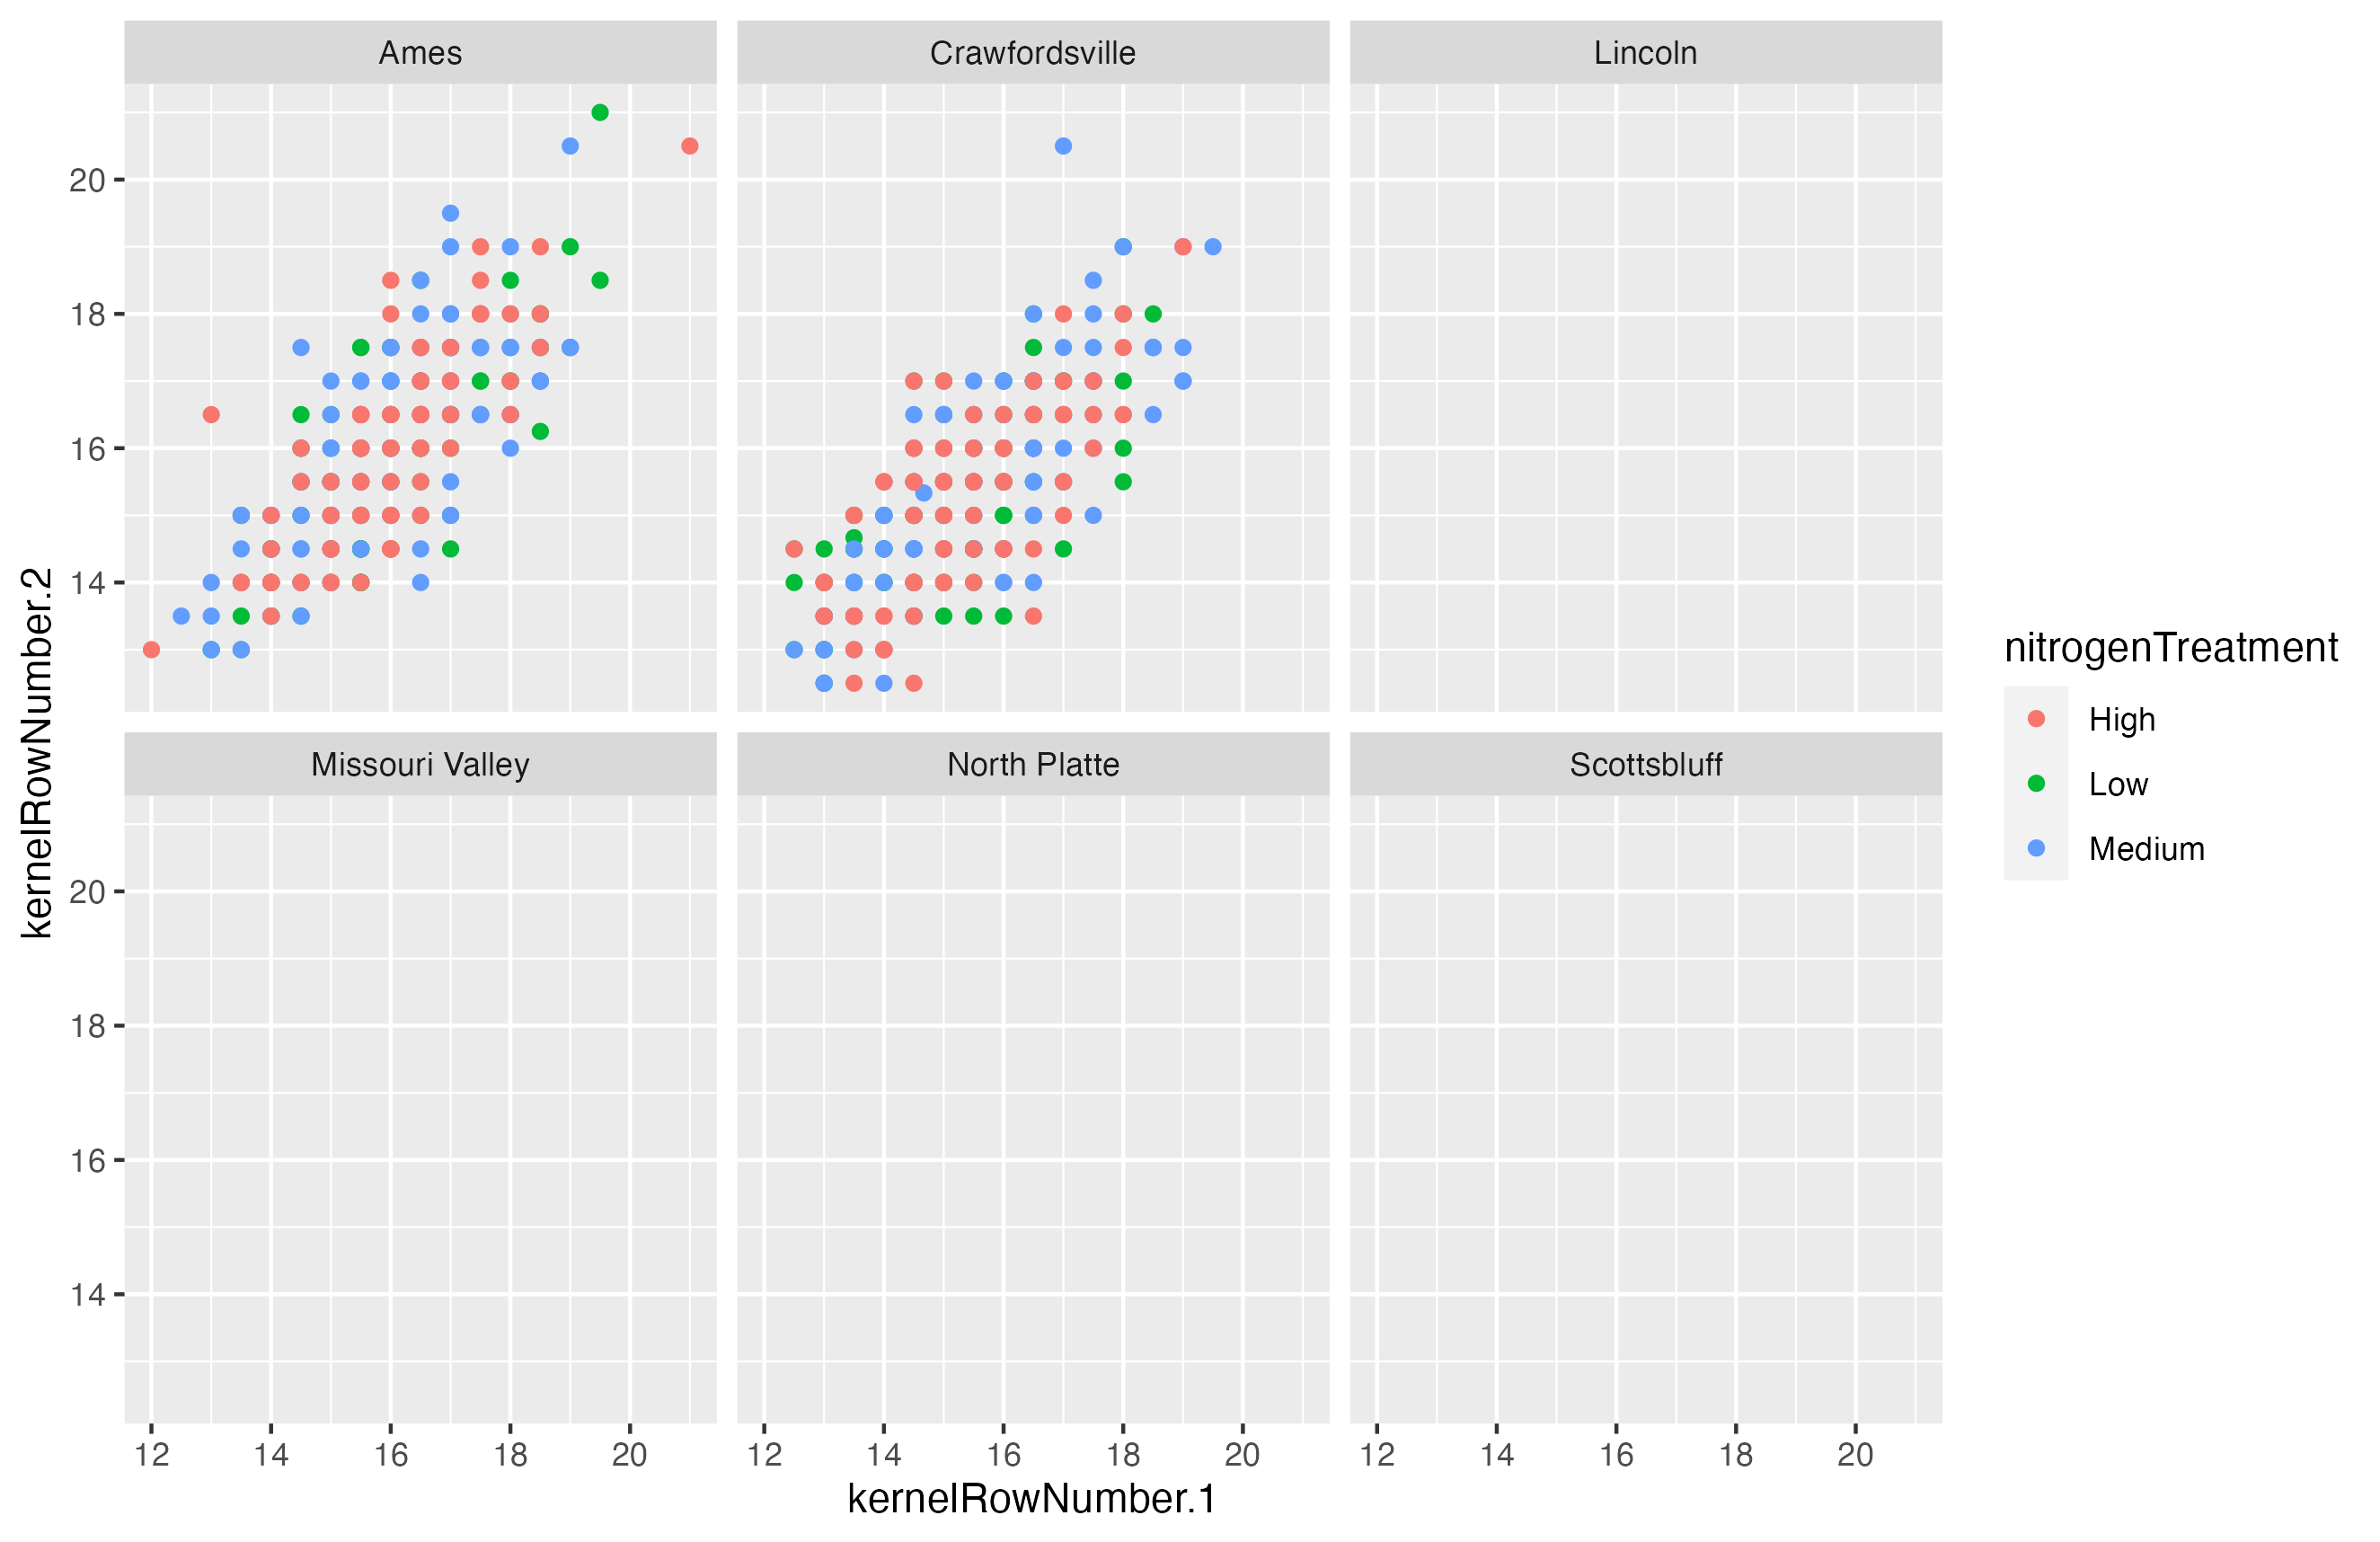 Ames
Crawfordsville
Lincoln
20
18
16
14
Missouri Valley
North Platte
Scottsbluff
20
18
16
14
12 14 16 18 20
12 14 16 18 20
12 14 16 18 20
kernelRowNumber.1
kernelRowNumber.2
nitrogenTreatment
High
Low
Medium